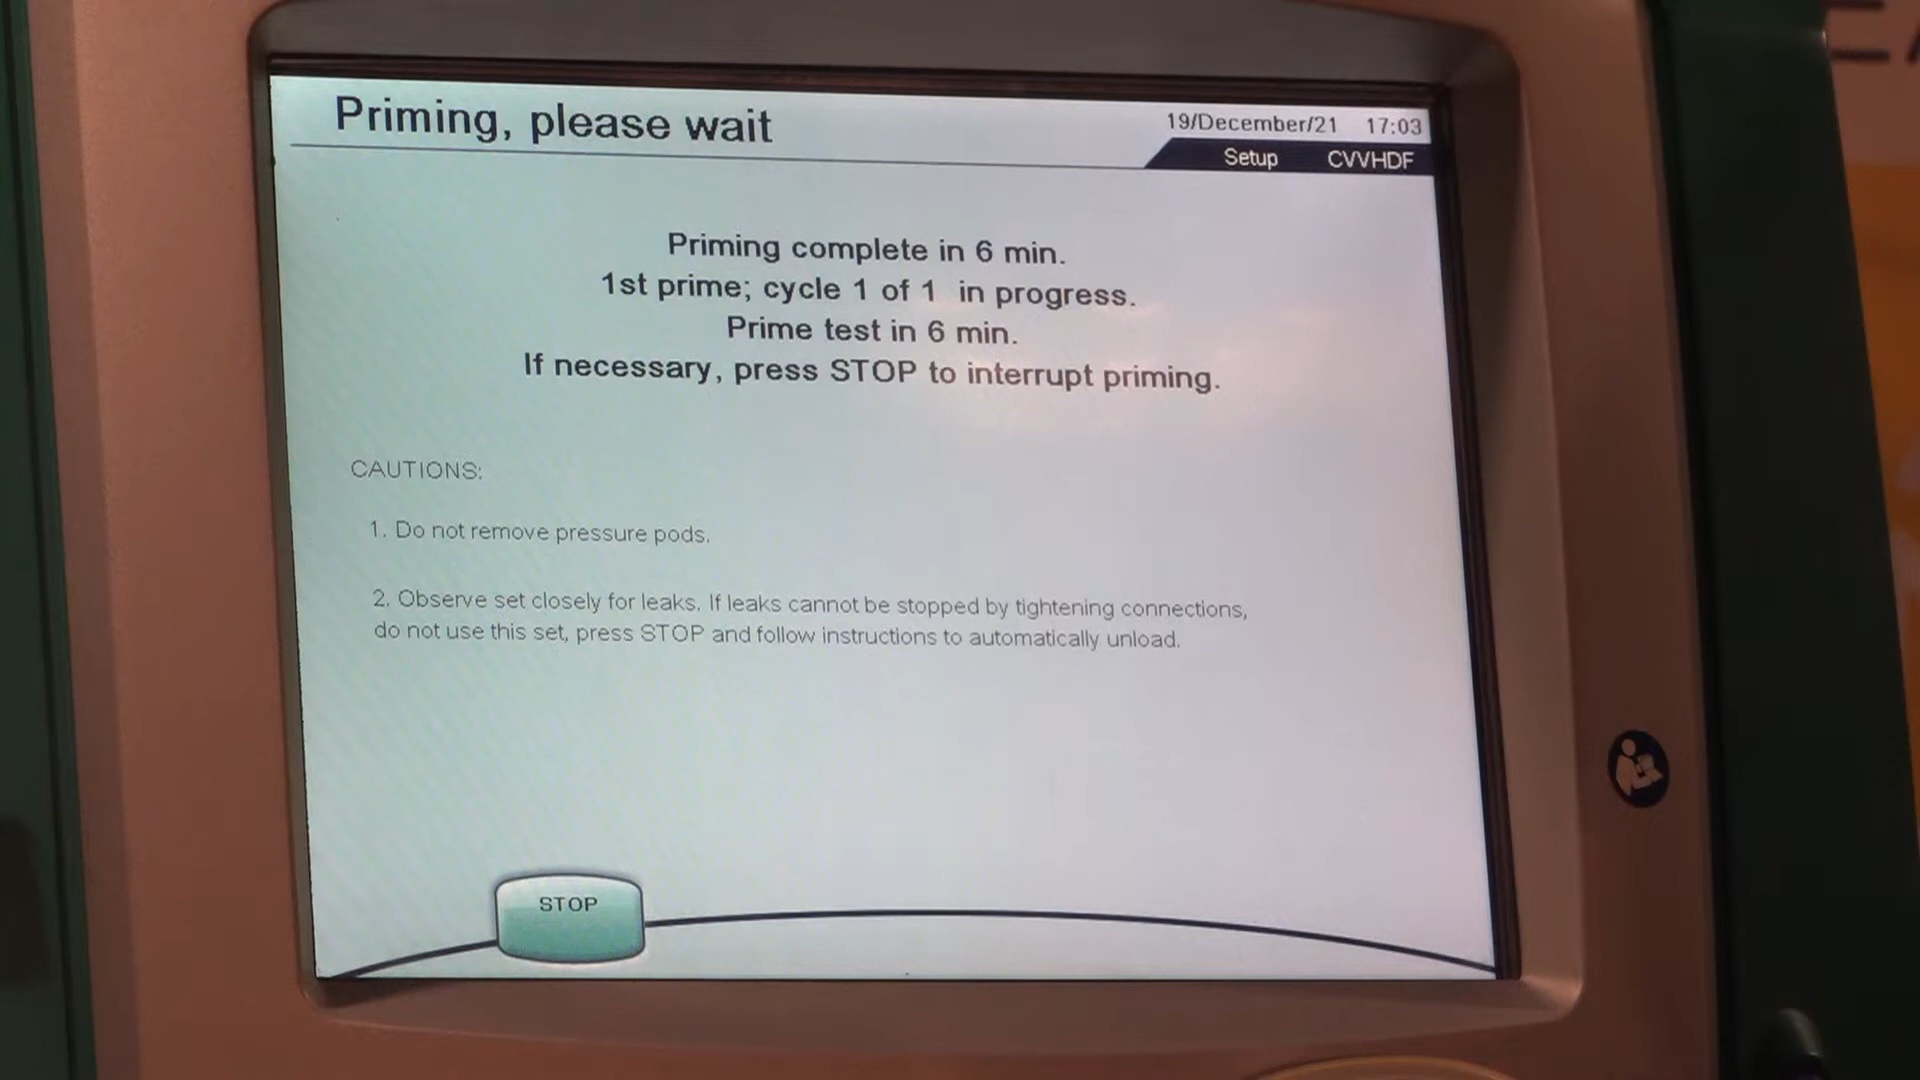 Priming, please wait
19/December/21 17:03
Setup CVVHDF
Priming complete in 6 min.
1st prime; cycle 1 of 1 in progress.
Prime test in 6 min.
If necessary, press STOP to interrupt priming.
CAUTIONS:
1. Do not remove pressure pods.
2. Observe set closely for leaks. If leaks cannot be stopped by tightening connections,
do not use this set, press STOP and follow instructions to automatically unload.
STOP